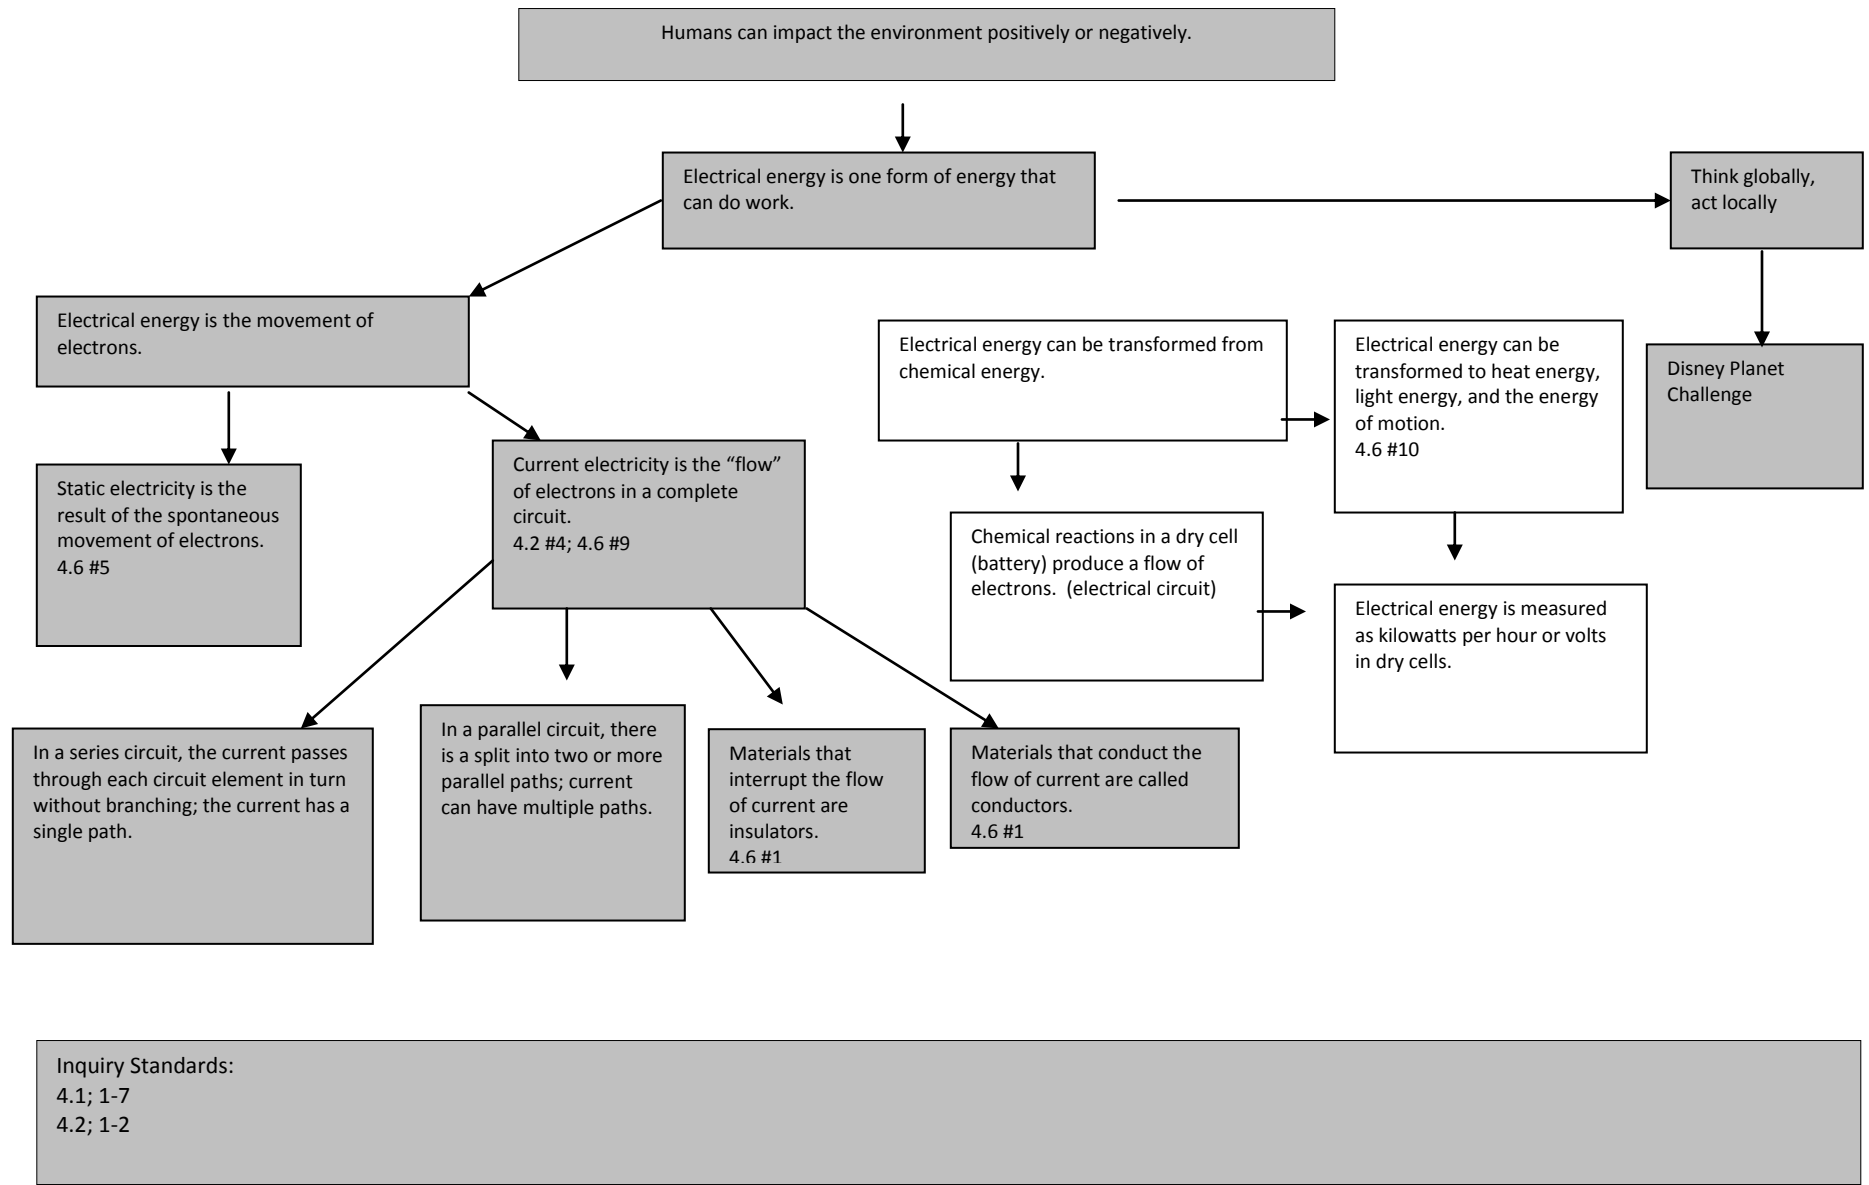 Humans can impact the environment positively or negatively.
Electrical energy is one form of energy that
can do work.
Think globally,
act locally
Electrical energy is the movement of
electrons.
Electrical energy can be transformed from
chemical energy.
Electrical energy can be
transformed to heat energy,
light energy, and the energy
of motion.
4.6 #10
Disney Planet
Challenge
Static electricity is the
result of the spontaneous
movement of electrons.
4.6 #5
Current electricity is the “flow”
of electrons in a complete
circuit.
4.2 #4; 4.6 #9
Chemical reactions in a dry cell
(battery) produce a flow of
electrons.  (electrical circuit)
Electrical energy is measured
as kilowatts per hour or volts
in dry cells.
In a series circuit, the current passes
through each circuit element in turn
without branching; the current has a
single path.
In a parallel circuit, there
is a split into two or more
parallel paths; current
can have multiple paths.
Materials that
interrupt the flow
of current are
insulators.
4.6 #1
Materials that conduct the
flow of current are called
conductors.
4.6 #1
Inquiry Standards:
4.1; 1-7
4.2; 1-2